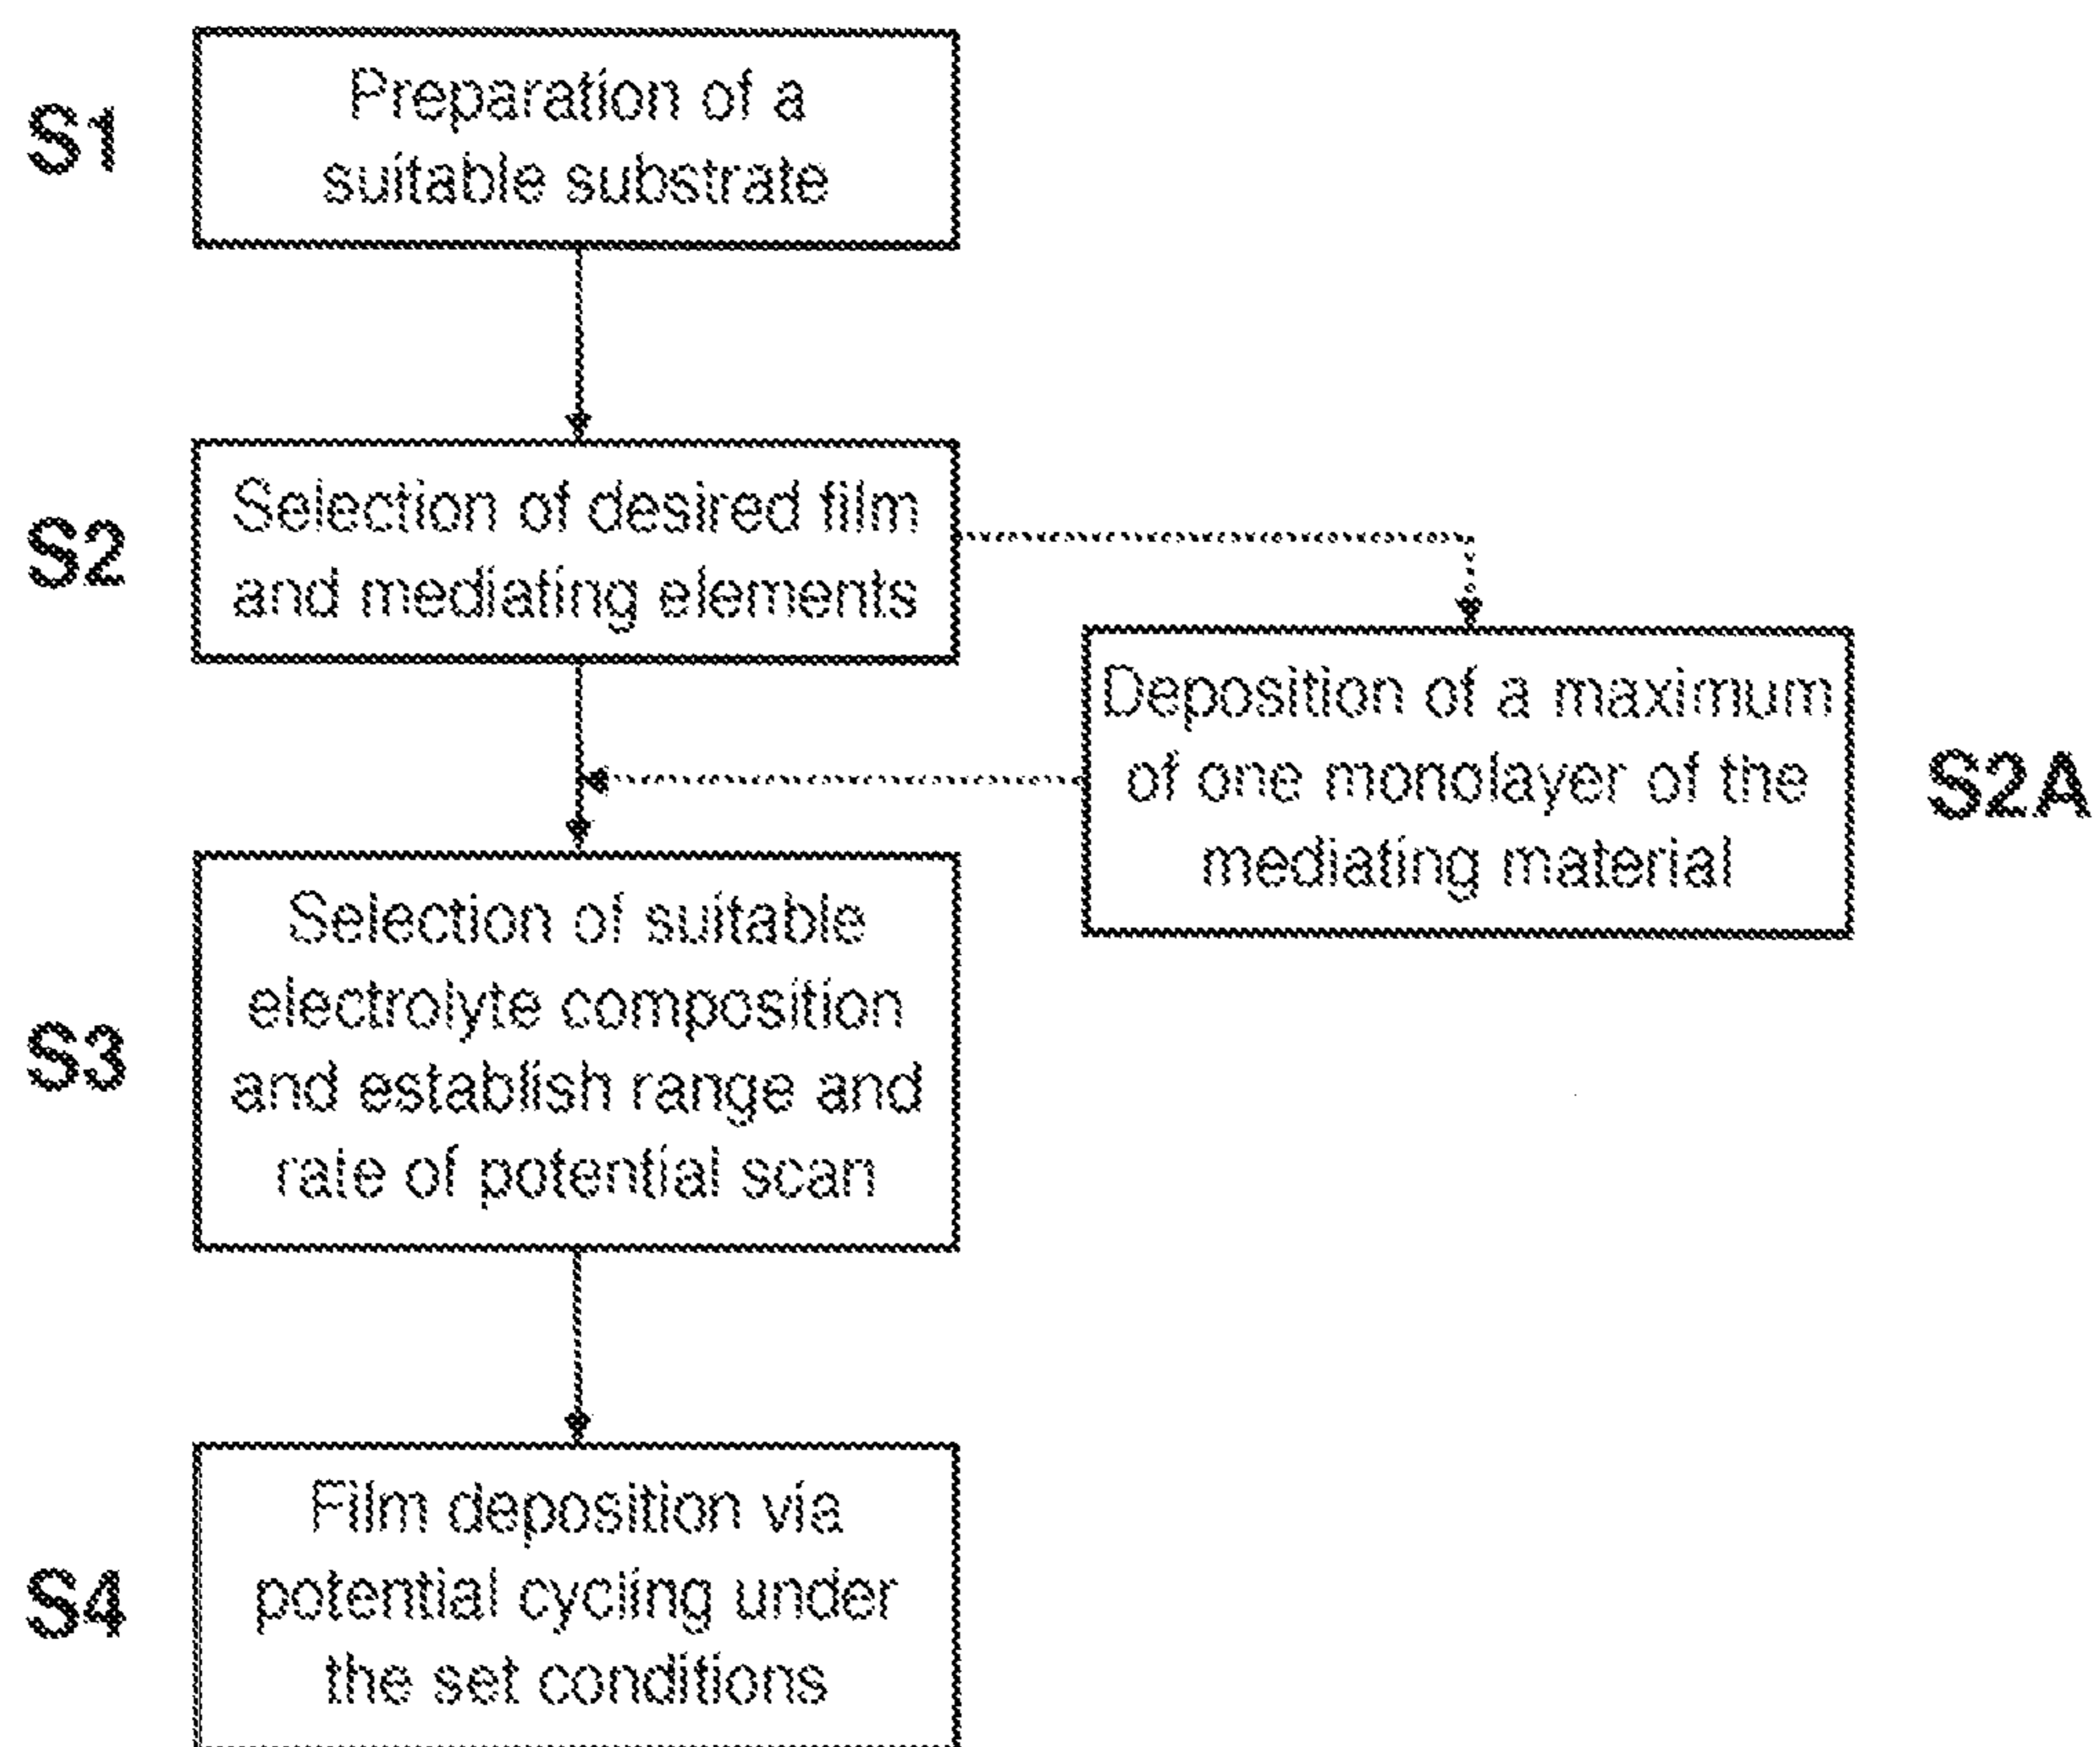 S1
Preparation of a
suitable substrate
S2
Selection of desired film
and mediating elements
Deposition of a maximum
of one monolayer of the
mediating material
S2A
S3
Selection of suitable
electrolyte composition
and establish range and
rate of potential scan
S4
Film deposition via
potential cycling under
the set conditions